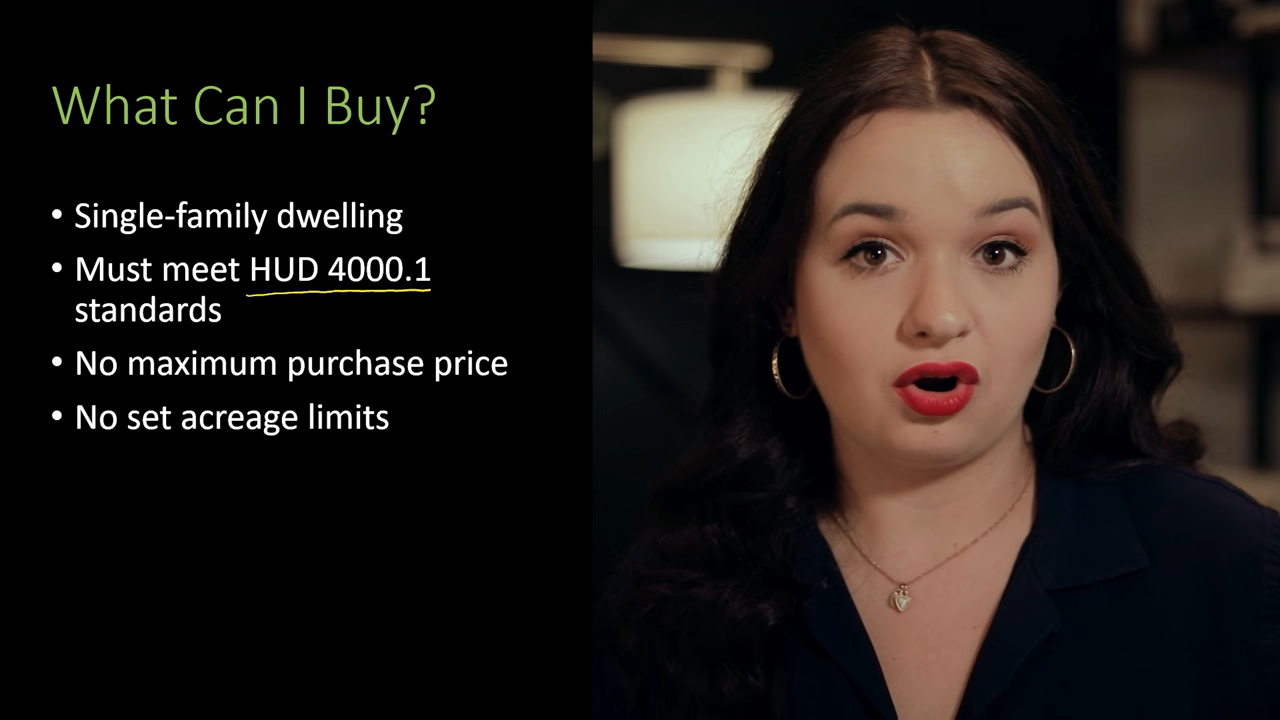 What Can I Buy?
• Single-family dwelling
• Must meet HUD 4000.1
standards
• No maximum purchase price
• No set acreage limits